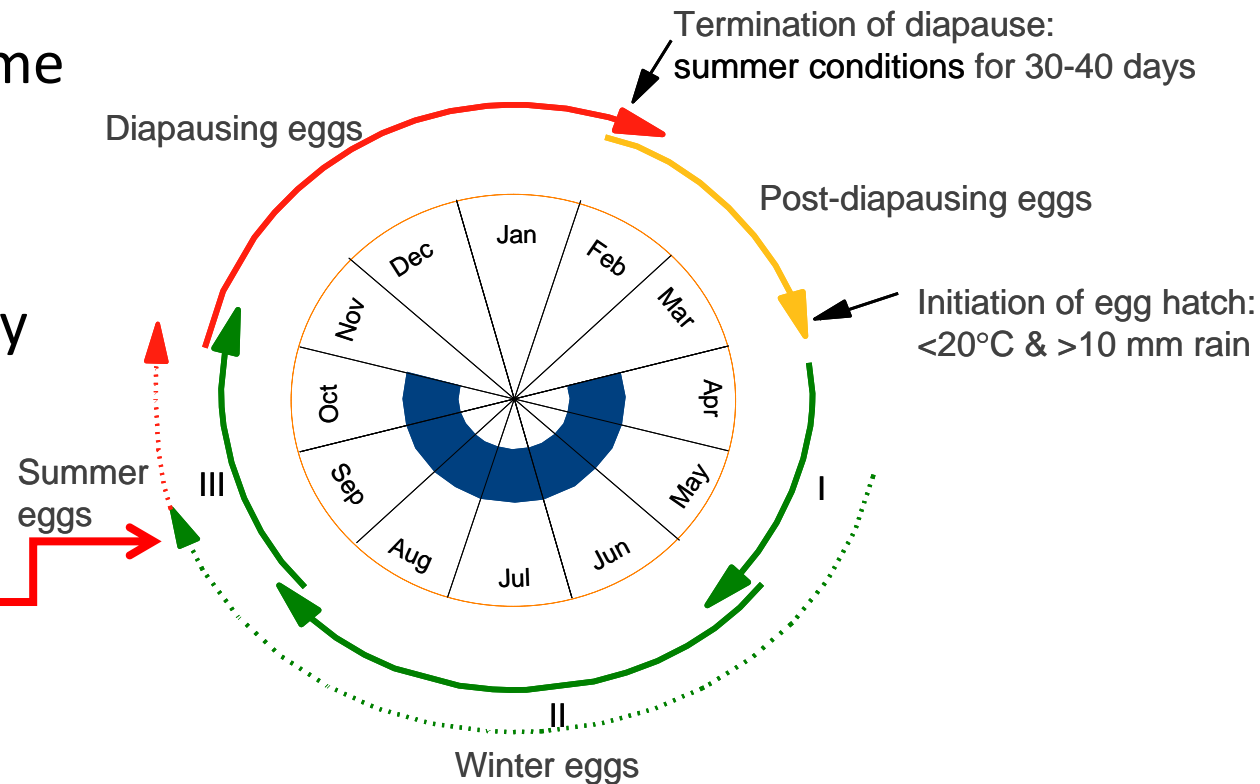 me
y
Termination of diapause:
summer conditions for 30-40 days
Diapausing eggs
Post-diapausing eggs
Initiation of egg hatch:
<20°C & >10 mm rain
Jan
Feb
Mar
Apr
May
Jun
Jul
Aug
Sep
Oct
Nov
Dec
I
II
III
Summer
eggs
Winter eggs